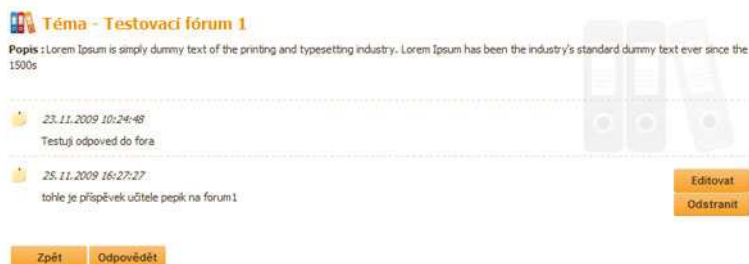 Téma - Testovací fórum 1
Popis : Lorem Ipsum is simply dummy text of the printing and typesetting industry. Lorem Ipsum has been the industry's standard dummy text ever since the
1500s
23.11.2009 10:24:48
Testuji odpoved do fora
25.11.2009 16:27:27
tohle je příspěvek učitele pepik na forum1
Editovat
Odstranit
Zpět Odpovědět